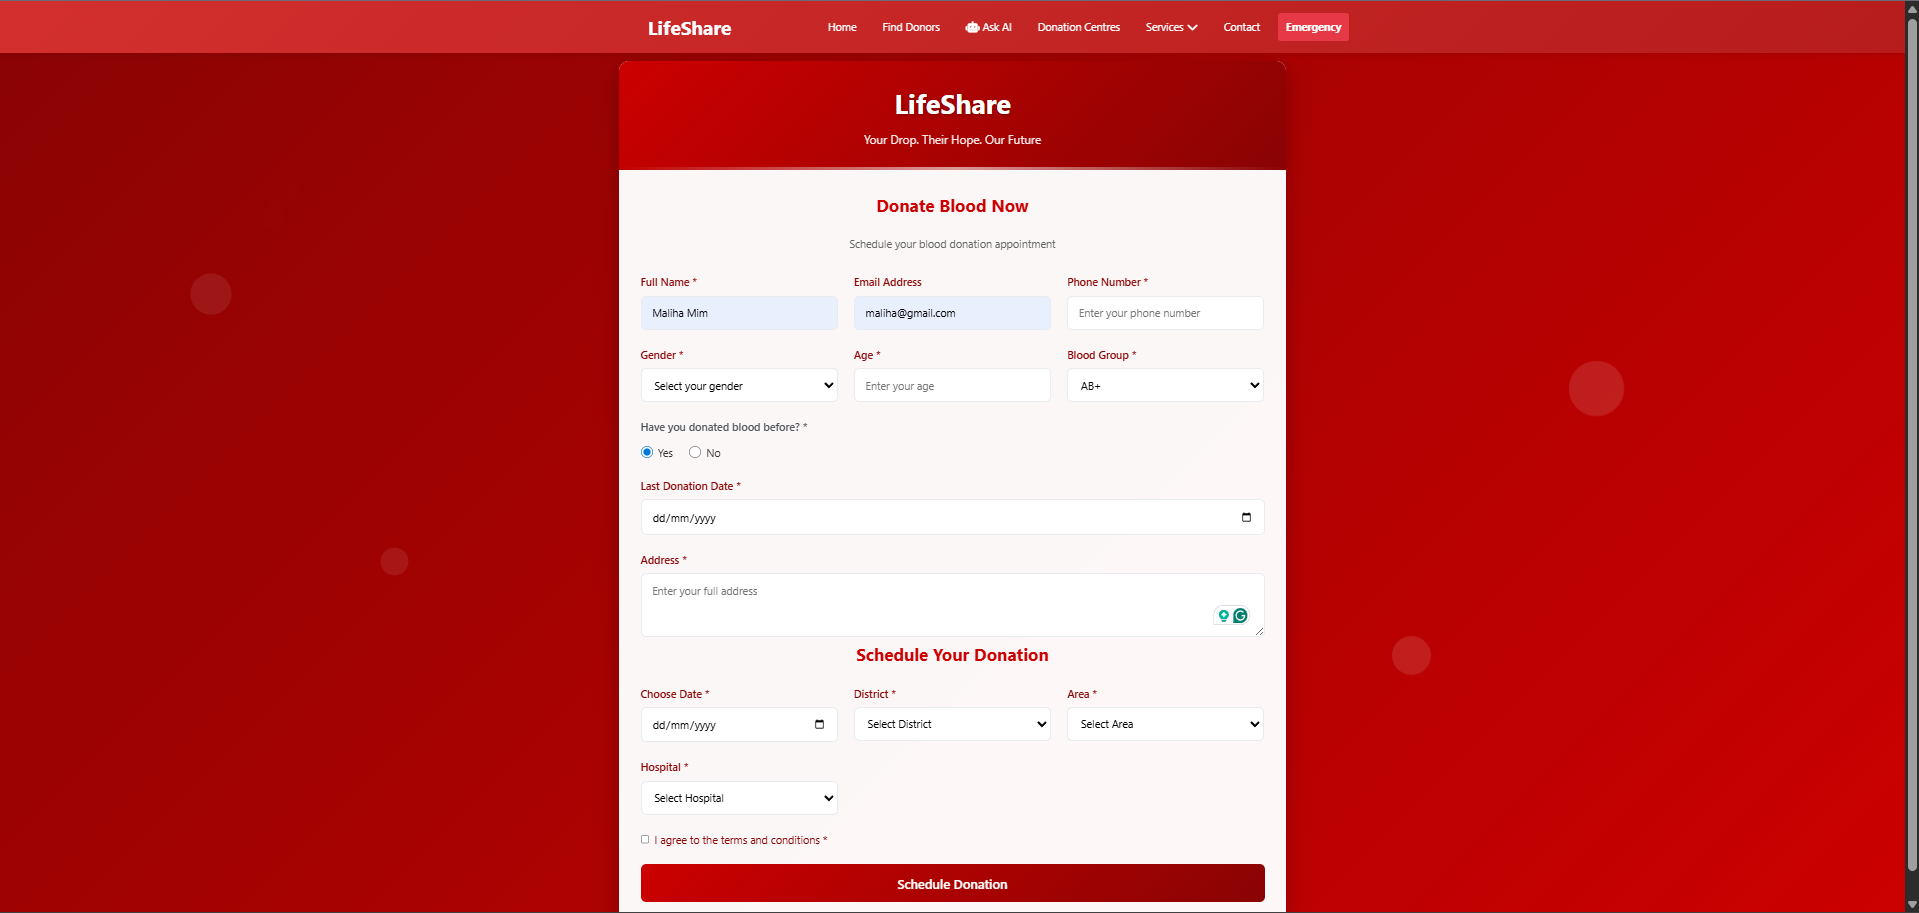 LifeShare Home Find Donors Ask AI Donation Centres Services Contact Emergency
LifeShare
Your Drop. Their Hope. Our Future
Donate Blood Now
Schedule your blood donation appointment
Full Name * Email Address Phone Number *
Maliha Mim maliha@gmail.com Enter your phone number
Gender * Age * Blood Group *
Select your gender Enter your age AB+
Have you donated blood before? *
Yes No
Last Donation Date *
dd/mm/yyyy
Address *
Enter your full address
Schedule Your Donation
Choose Date * District * Area *
dd/mm/yyyy Select District Select Area
Hospital *
Select Hospital
I agree to the terms and conditions *
Schedule Donation